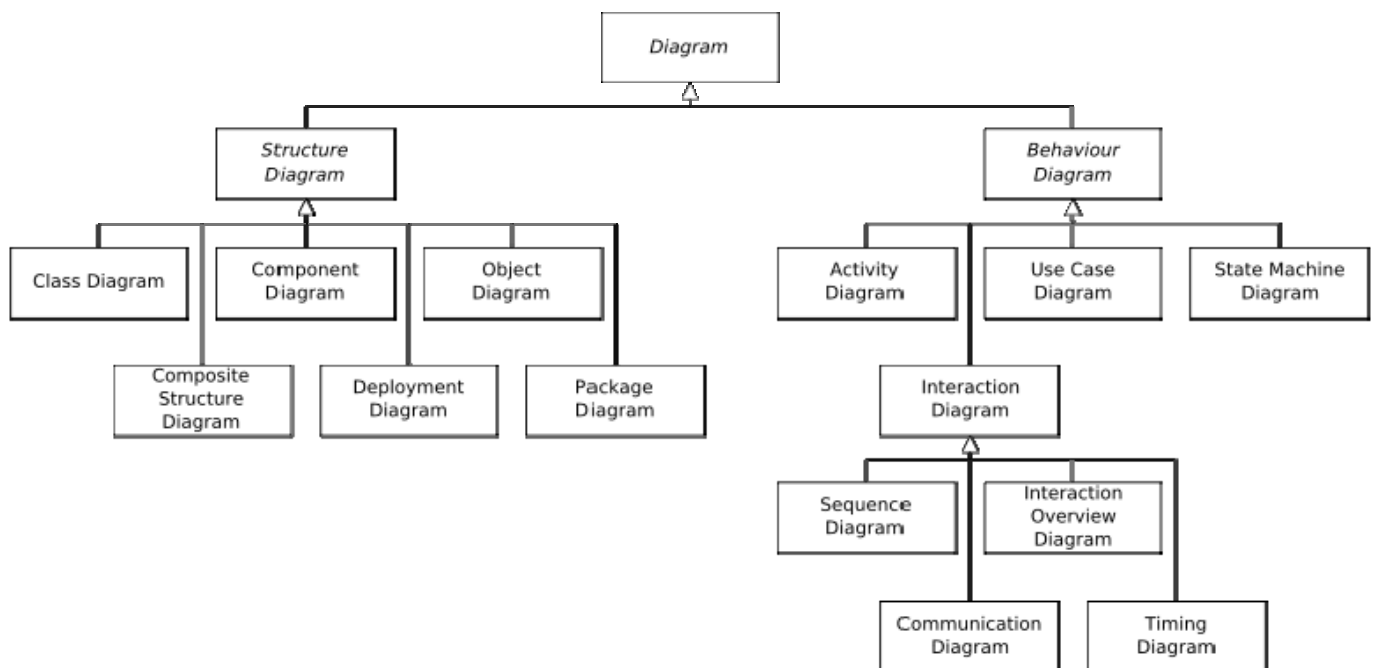 Diagram
Structure
Diagram
Behaviour
Diagram
Class Diagram
Component
Diagram
Object
Diagram
Activity
Diagram
Use Case
Diagram
State Machine
Diagram
Composite
Structure
Diagram
Deployment
Diagram
Package
Diagram
Interaction
Diagram
Sequence
Diagram
Interaction
Overview
Diagram
Communication
Diagram
Timing
Diagram